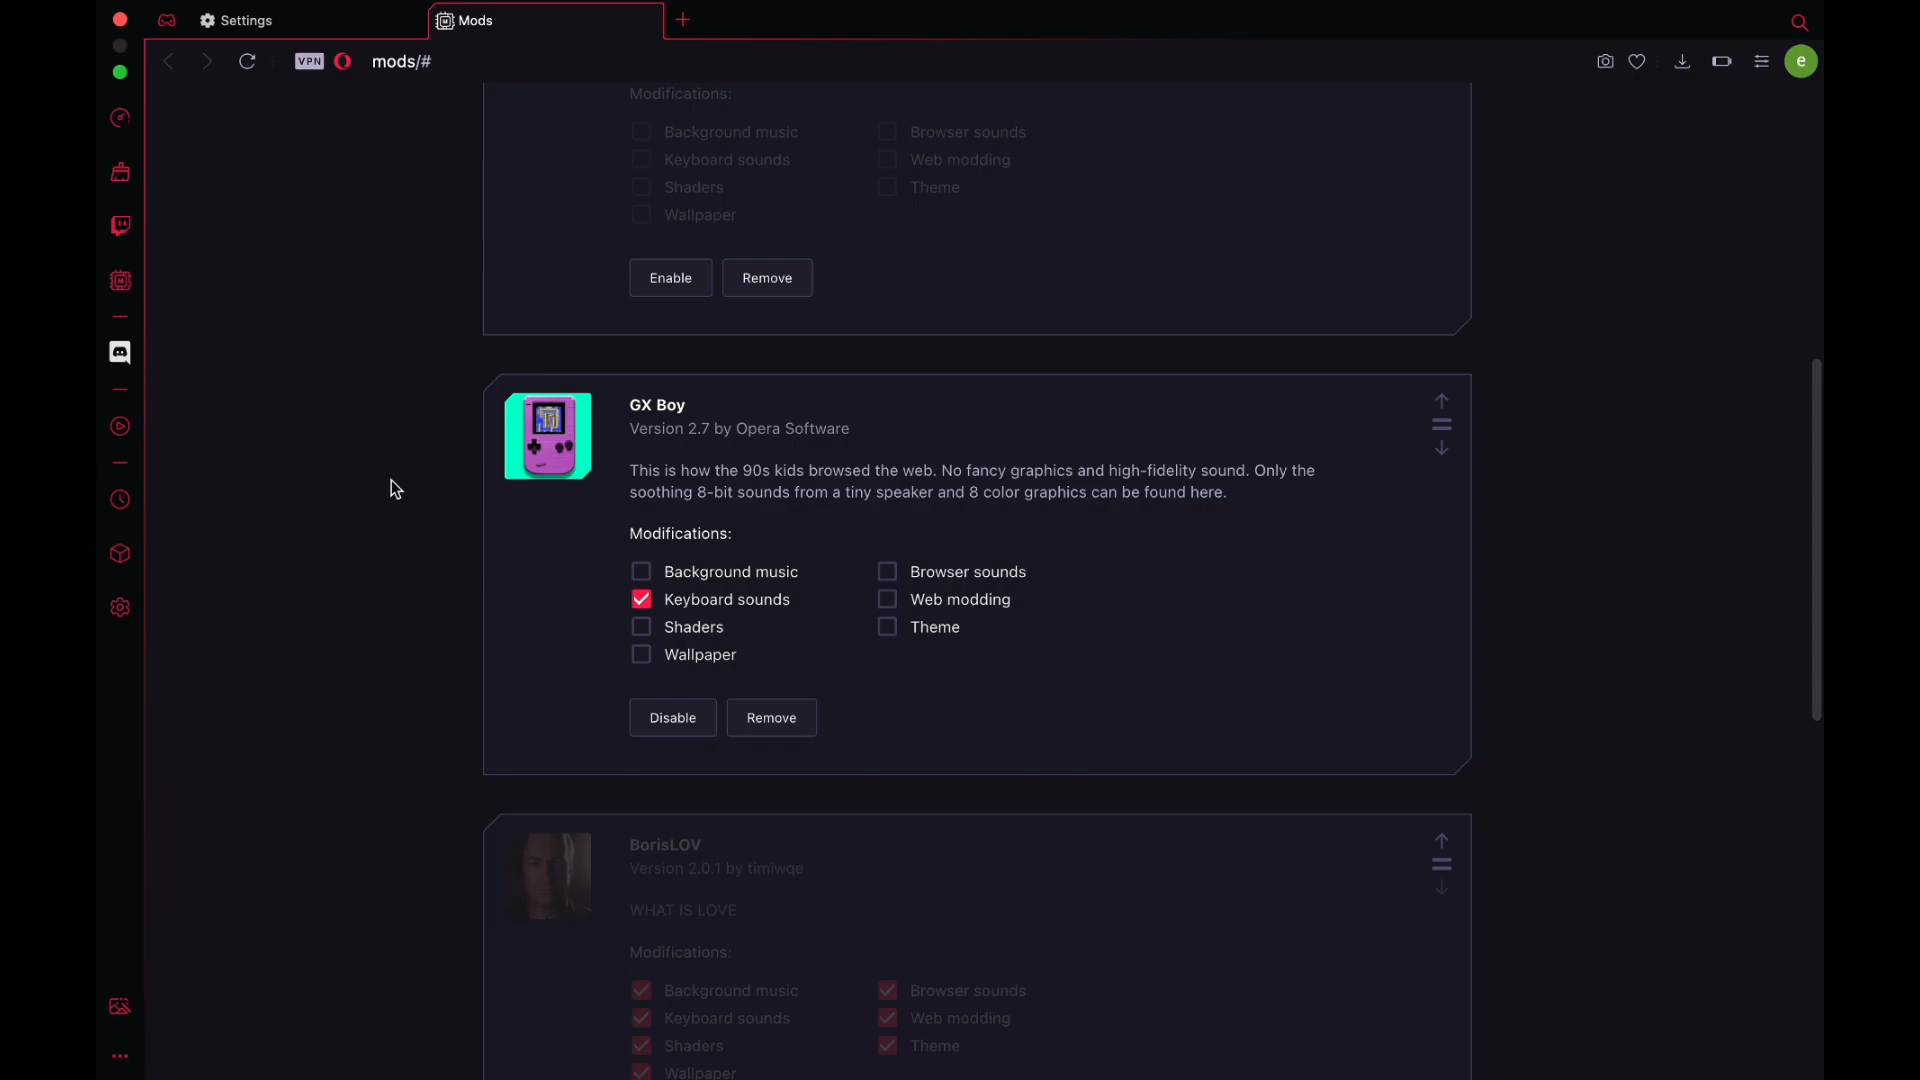 Settings
Mods
VPN
mods/#
e
Modifications:
Background music
Browser sounds
Keyboard sounds
Web modding
Shaders
Theme
Wallpaper
Enable
Remove
GX Boy
Version 2.7 by Opera Software
This is how the 90s kids browsed the web. No fancy graphics and high-fidelity sound. Only the
soothing 8-bit sounds from a tiny speaker and 8 color graphics can be found here.
Modifications:
Background music
Browser sounds
Keyboard sounds
Web modding
Shaders
Theme
Wallpaper
Disable
Remove
BorisLOV
Version 2.0.1 by timiwqe
WHAT IS LOVE
Modifications:
Background music
Browser sounds
Keyboard sounds
Web modding
Shaders
Theme
Wallpaper